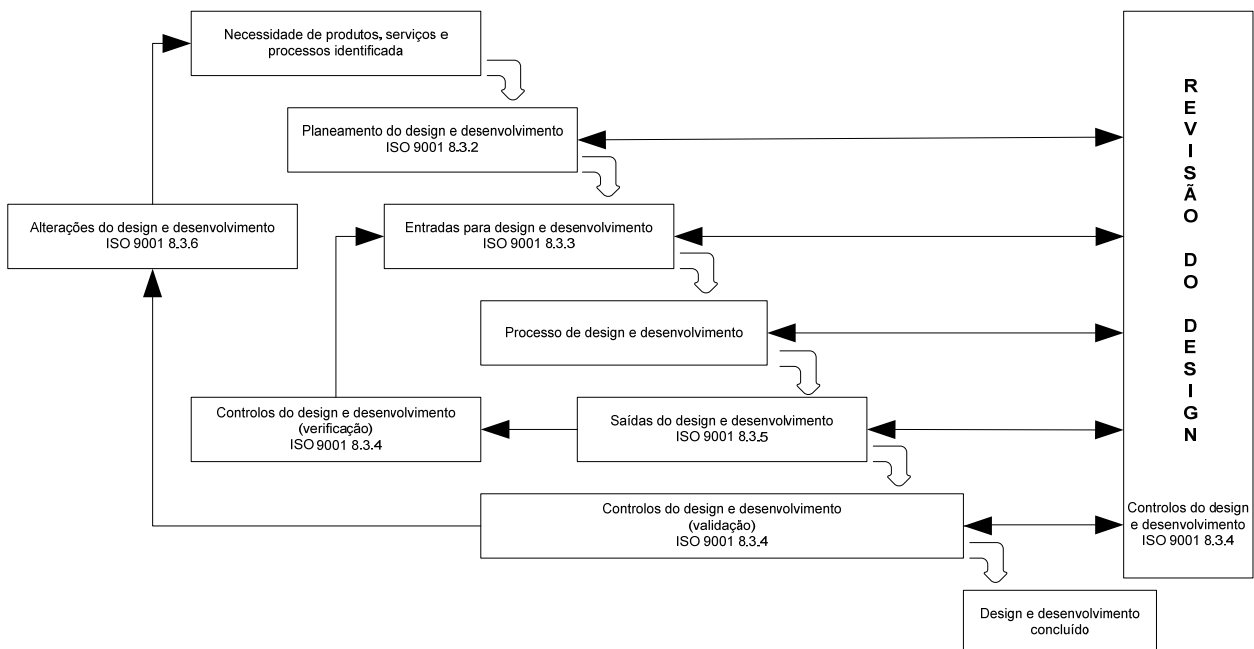 Necessidade de produtos, serviços e
processos identificada
Planeamento do design e desenvolvimento
ISO 9001 8.3.2
Alterações do design e desenvolvimento
ISO 9001 8.3.6
Entradas para design e desenvolvimento
ISO 9001 8.3.3
Processo de design e desenvolvimento
Controlos do design e desenvolvimento
(verificação)
ISO 9001 8.3.4
Saídas do design e desenvolvimento
ISO 9001 8.3.5
Controlos do design e desenvolvimento
(validação)
ISO 9001 8.3.4
Design e desenvolvimento
concluído
REVISÃO DO DESIGN
Controlos do design
e desenvolvimento
ISO 9001 8.3.4